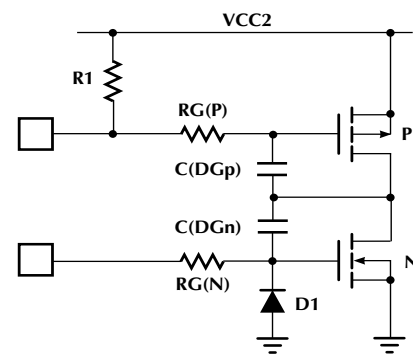 VCC2
R1
RG(P)
P
C(DGp)
C(DGn)
N
RG(N)
D1